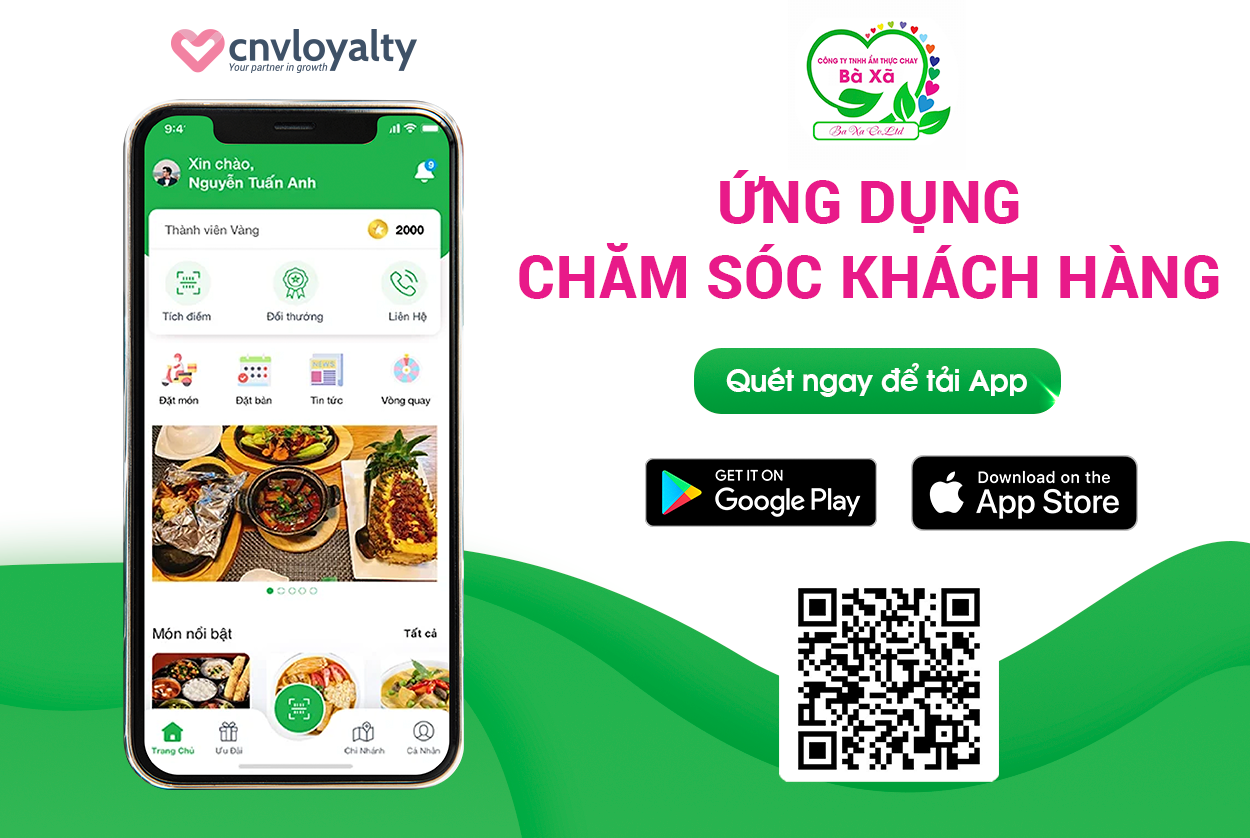 cnvloyalty
Your partner in growth
CÔNG TY TNHH ẨM THỰC CHAY
Bà Xã
Ba Xa Co,Ltd
9:4
Xin chào,
Nguyễn Tuấn Anh
9
Thành viên Vàng
2000
Tích điểm
Đổi thưởng
Liên Hệ
NEWS
Đặt món
Đặt bàn
Tin tức
Vòng quay
Món nổi bật
Tất cả
Trang Chủ
Ưu Đãi
Chi Nhánh
Cá Nhân
ỨNG DỤNG
CHĂM SÓC KHÁCH HÀNG
Quét ngay để tải App
GET IT ON
Google Play
Download on the
App Store